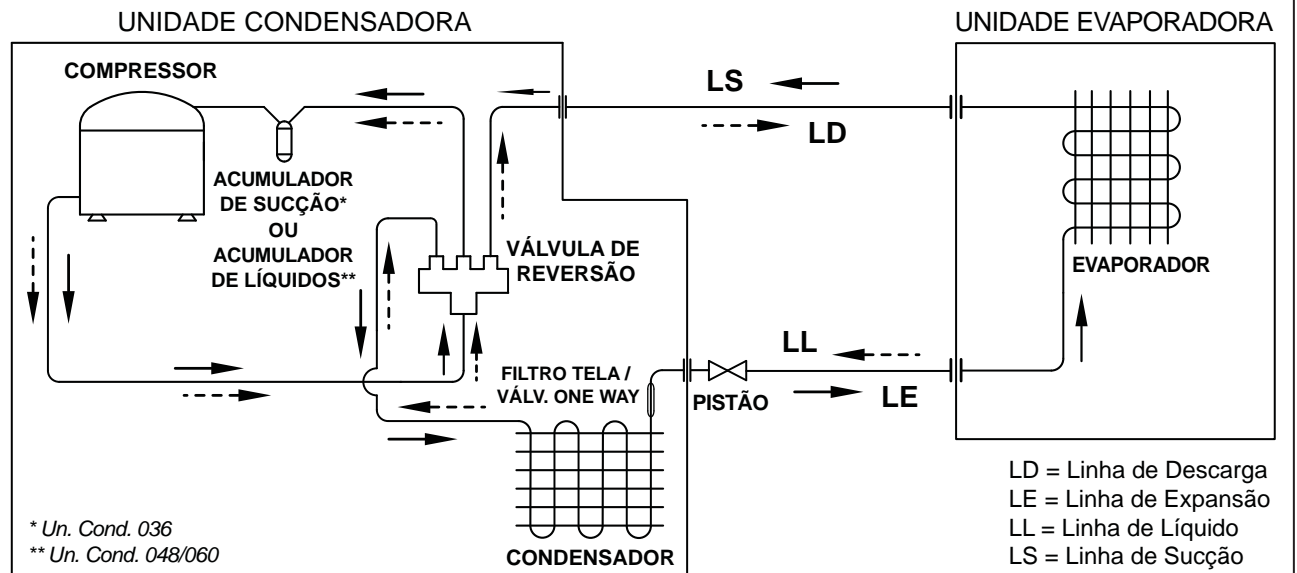 UNIDADE CONDENSADORA
UNIDADE EVAPORADORA
COMPRESSOR
LS
LD
ACUMULADOR
DE SUCÇÃO*
OU
ACUMULADOR
DE LÍQUIDOS**
VÁLVULA DE
REVERSÃO
EVAPORADOR
LL
FILTRO TELA /
VÁLV. ONE WAY
PISTÃO
LE
CONDENSADOR
* Un. Cond. 036
** Un. Cond. 048/060
LD = Linha de Descarga
LE = Linha de Expansão
LL = Linha de Líquido
LS = Linha de Sucção